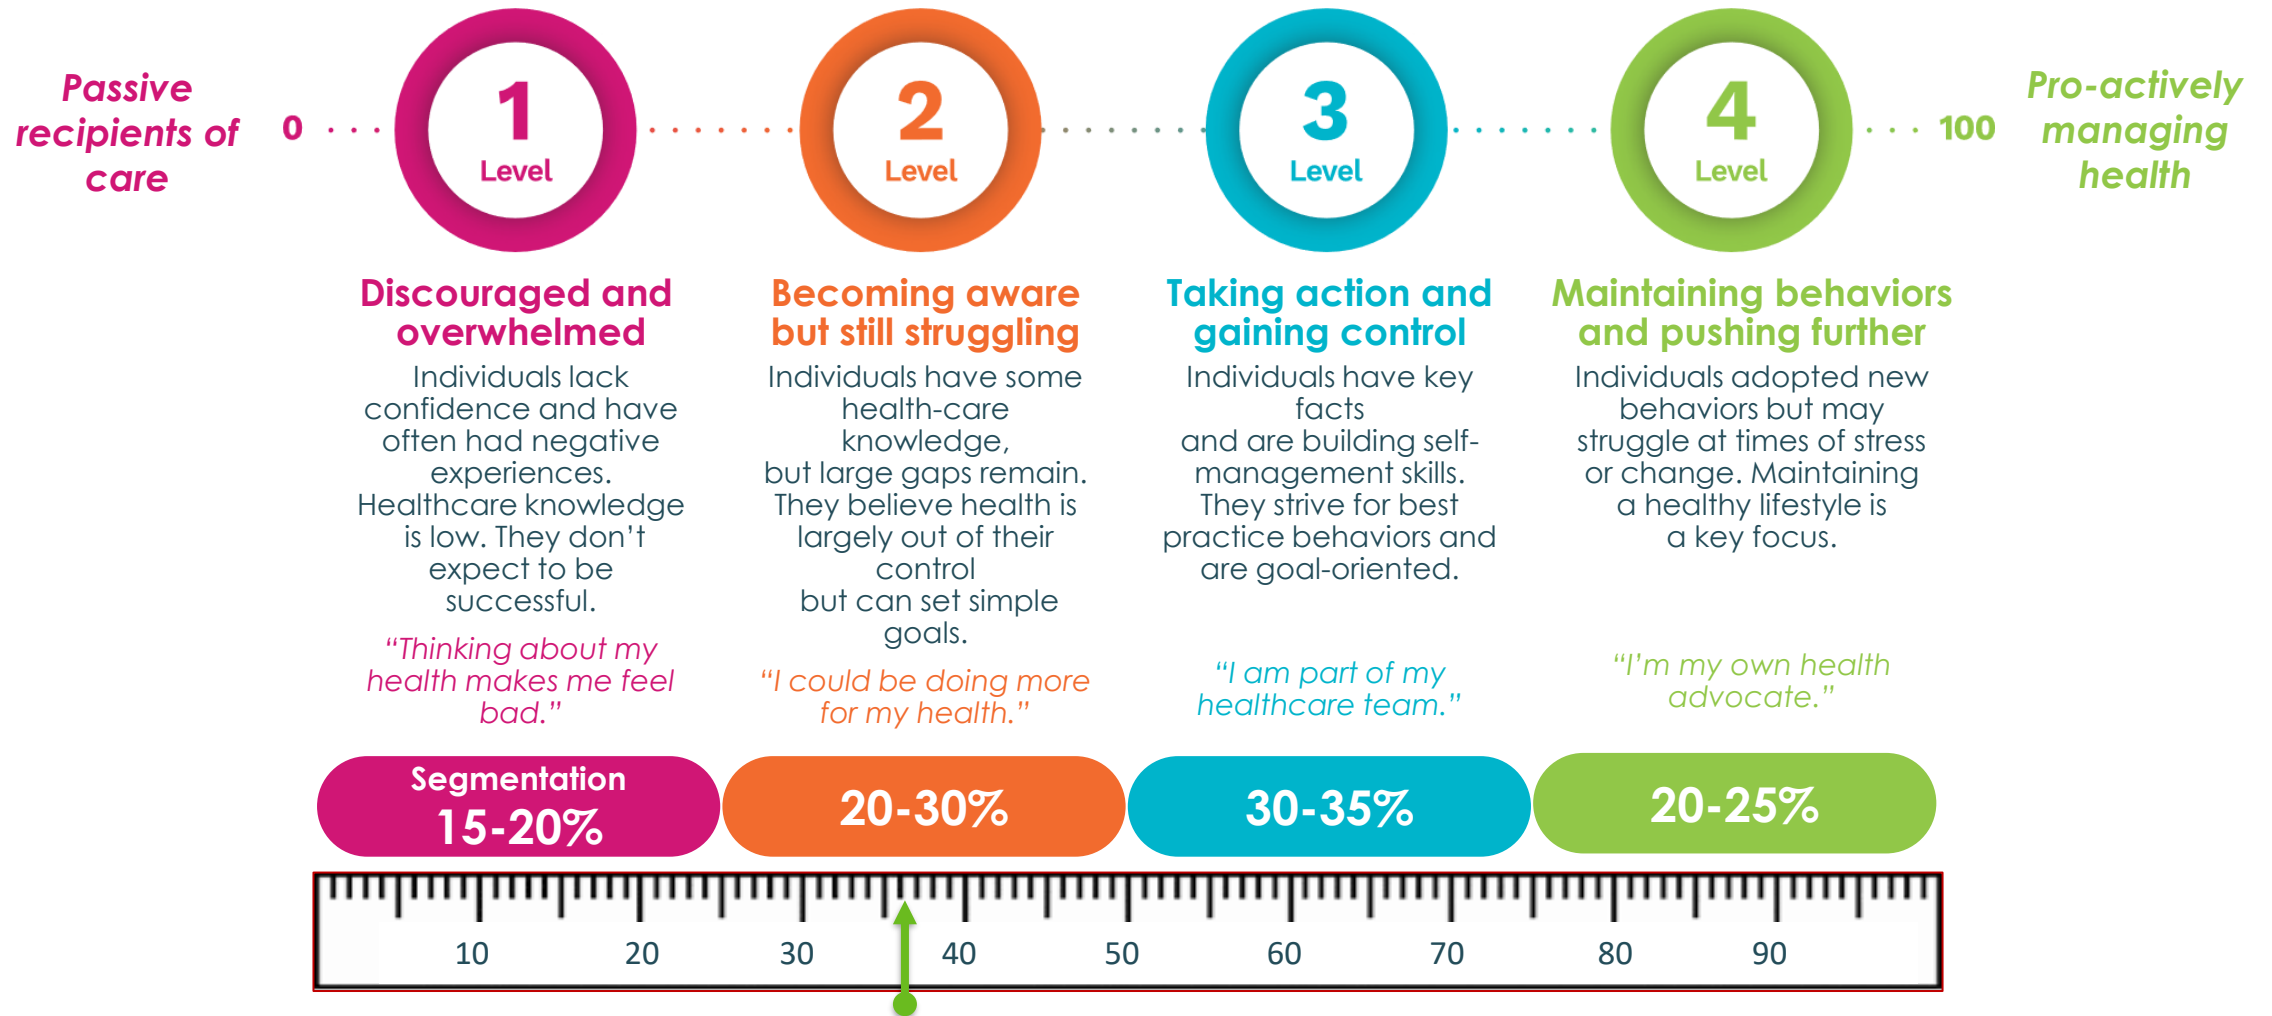 Passive
recipients of
care
0
1
Level
2
Level
3
Level
4
Level
100
Pro-actively
managing
health
Discouraged and
overwhelmed
Individuals lack
confidence and have
often had negative
experiences.
Healthcare knowledge
is low. They don’t
expect to be
successful.
“Thinking about my
health makes me feel
bad.”
Becoming aware
but still struggling
Individuals have some
health-care
knowledge,
but large gaps remain.
They believe health is
largely out of their
control
but can set simple
goals.
“I could be doing more
for my health.”
Taking action and
gaining control
Individuals have key
facts
and are building self-
management skills.
They strive for best
practice behaviors and
are goal-oriented.
“I am part of my
healthcare team.”
Maintaining behaviors
and pushing further
Individuals adopted new
behaviors but may
struggle at times of stress
or change. Maintaining
a healthy lifestyle is
a key focus.
“I’m my own health
advocate.”
Segmentation
15-20%
20-30%
30-35%
20-25%
10 20 30 40 50 60 70 80 90